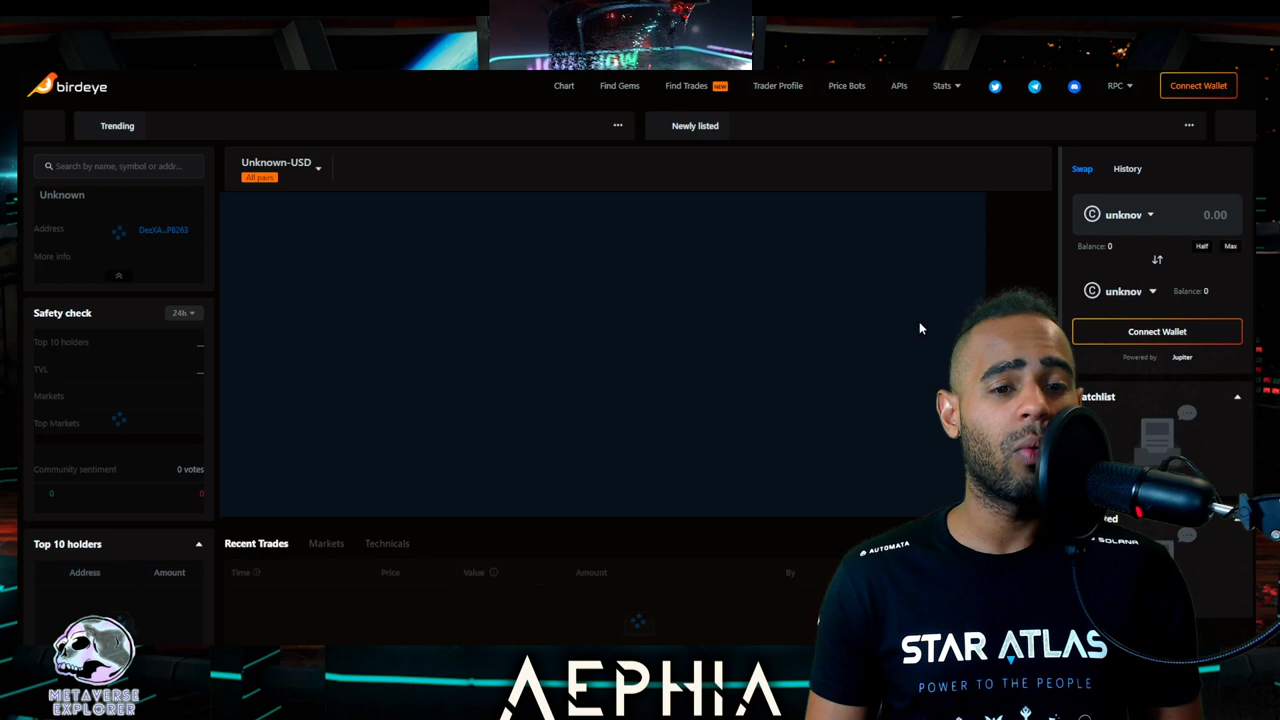 birdeye
Chart
Find Gems
Find Trades NEW
Trader Profile
Price Bots
APIs
Stats
RPC
Connect Wallet
Trending
Newly listed
Search by name, symbol or addr...
Unknown
Address
DezXA...PB263
More info
Safety check
24h
Top 10 holders
TVL
Markets
Top Markets
Community sentiment
0 votes
0
0
Top 10 holders
Address
Amount
Unknown-USD
All pairs
Recent Trades
Markets
Technicals
Time
Price
Value
Amount
By
Swap
History
unknov
0.00
Balance: 0
Half
Max
unknov
Balance: 0
Connect Wallet
Powered by
Jupiter
atchlist
AUTOMATA
SOLANA
STAR ATLAS
POWER TO THE PEOPLE
METAVERSE
EXPLORER
AEPHIA